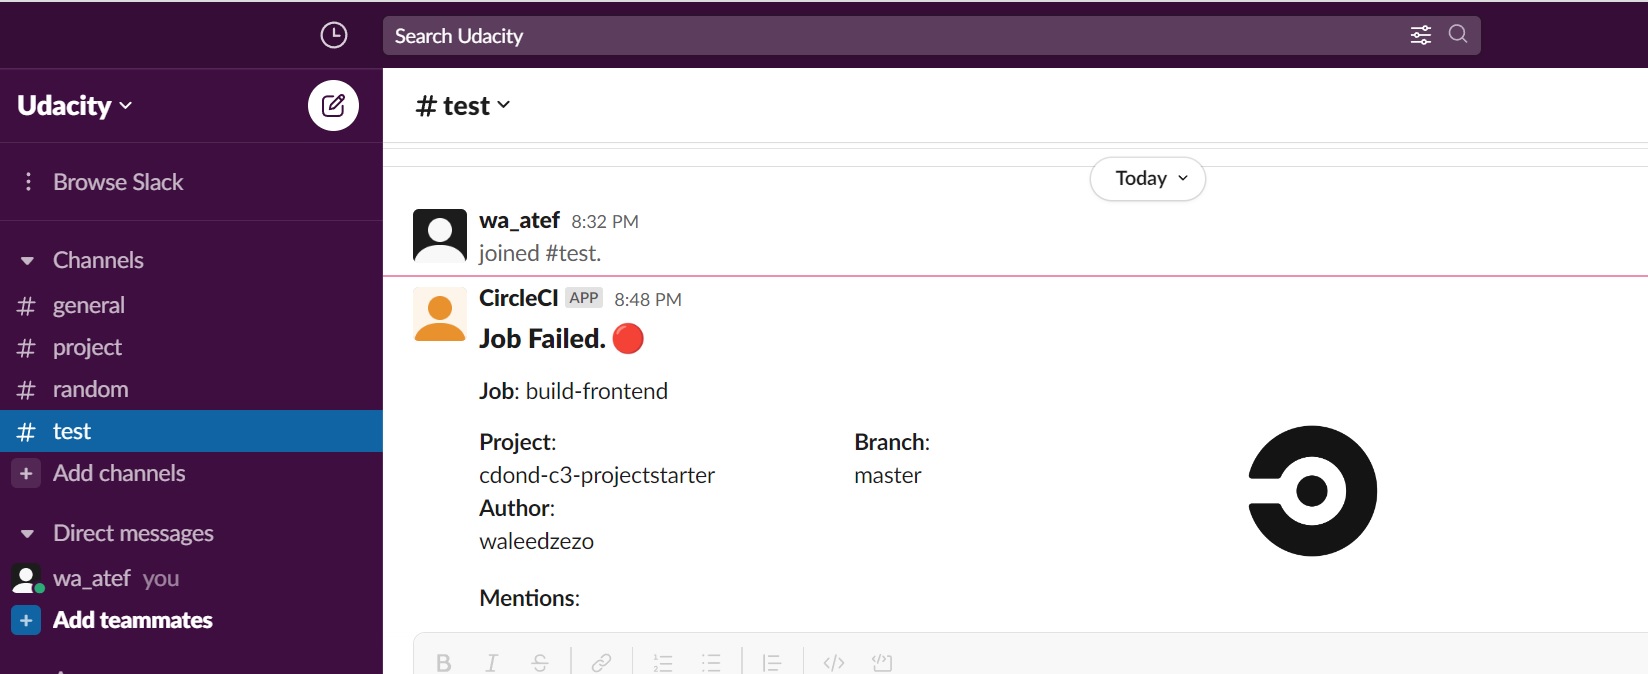 Search Udacity
Udacity
# test
Browse Slack
Today
wa_atef 8:32 PM
joined #test.
Channels
CircleCI APP 8:48 PM
# general
Job Failed.
# project
# random
Job: build-frontend
# test
Project:
Branch:
+ Add channels
cdond-c3-projectstarter
master
Author:
Direct messages
waleedzezo
wa_atef you
Mentions:
+ Add teammates